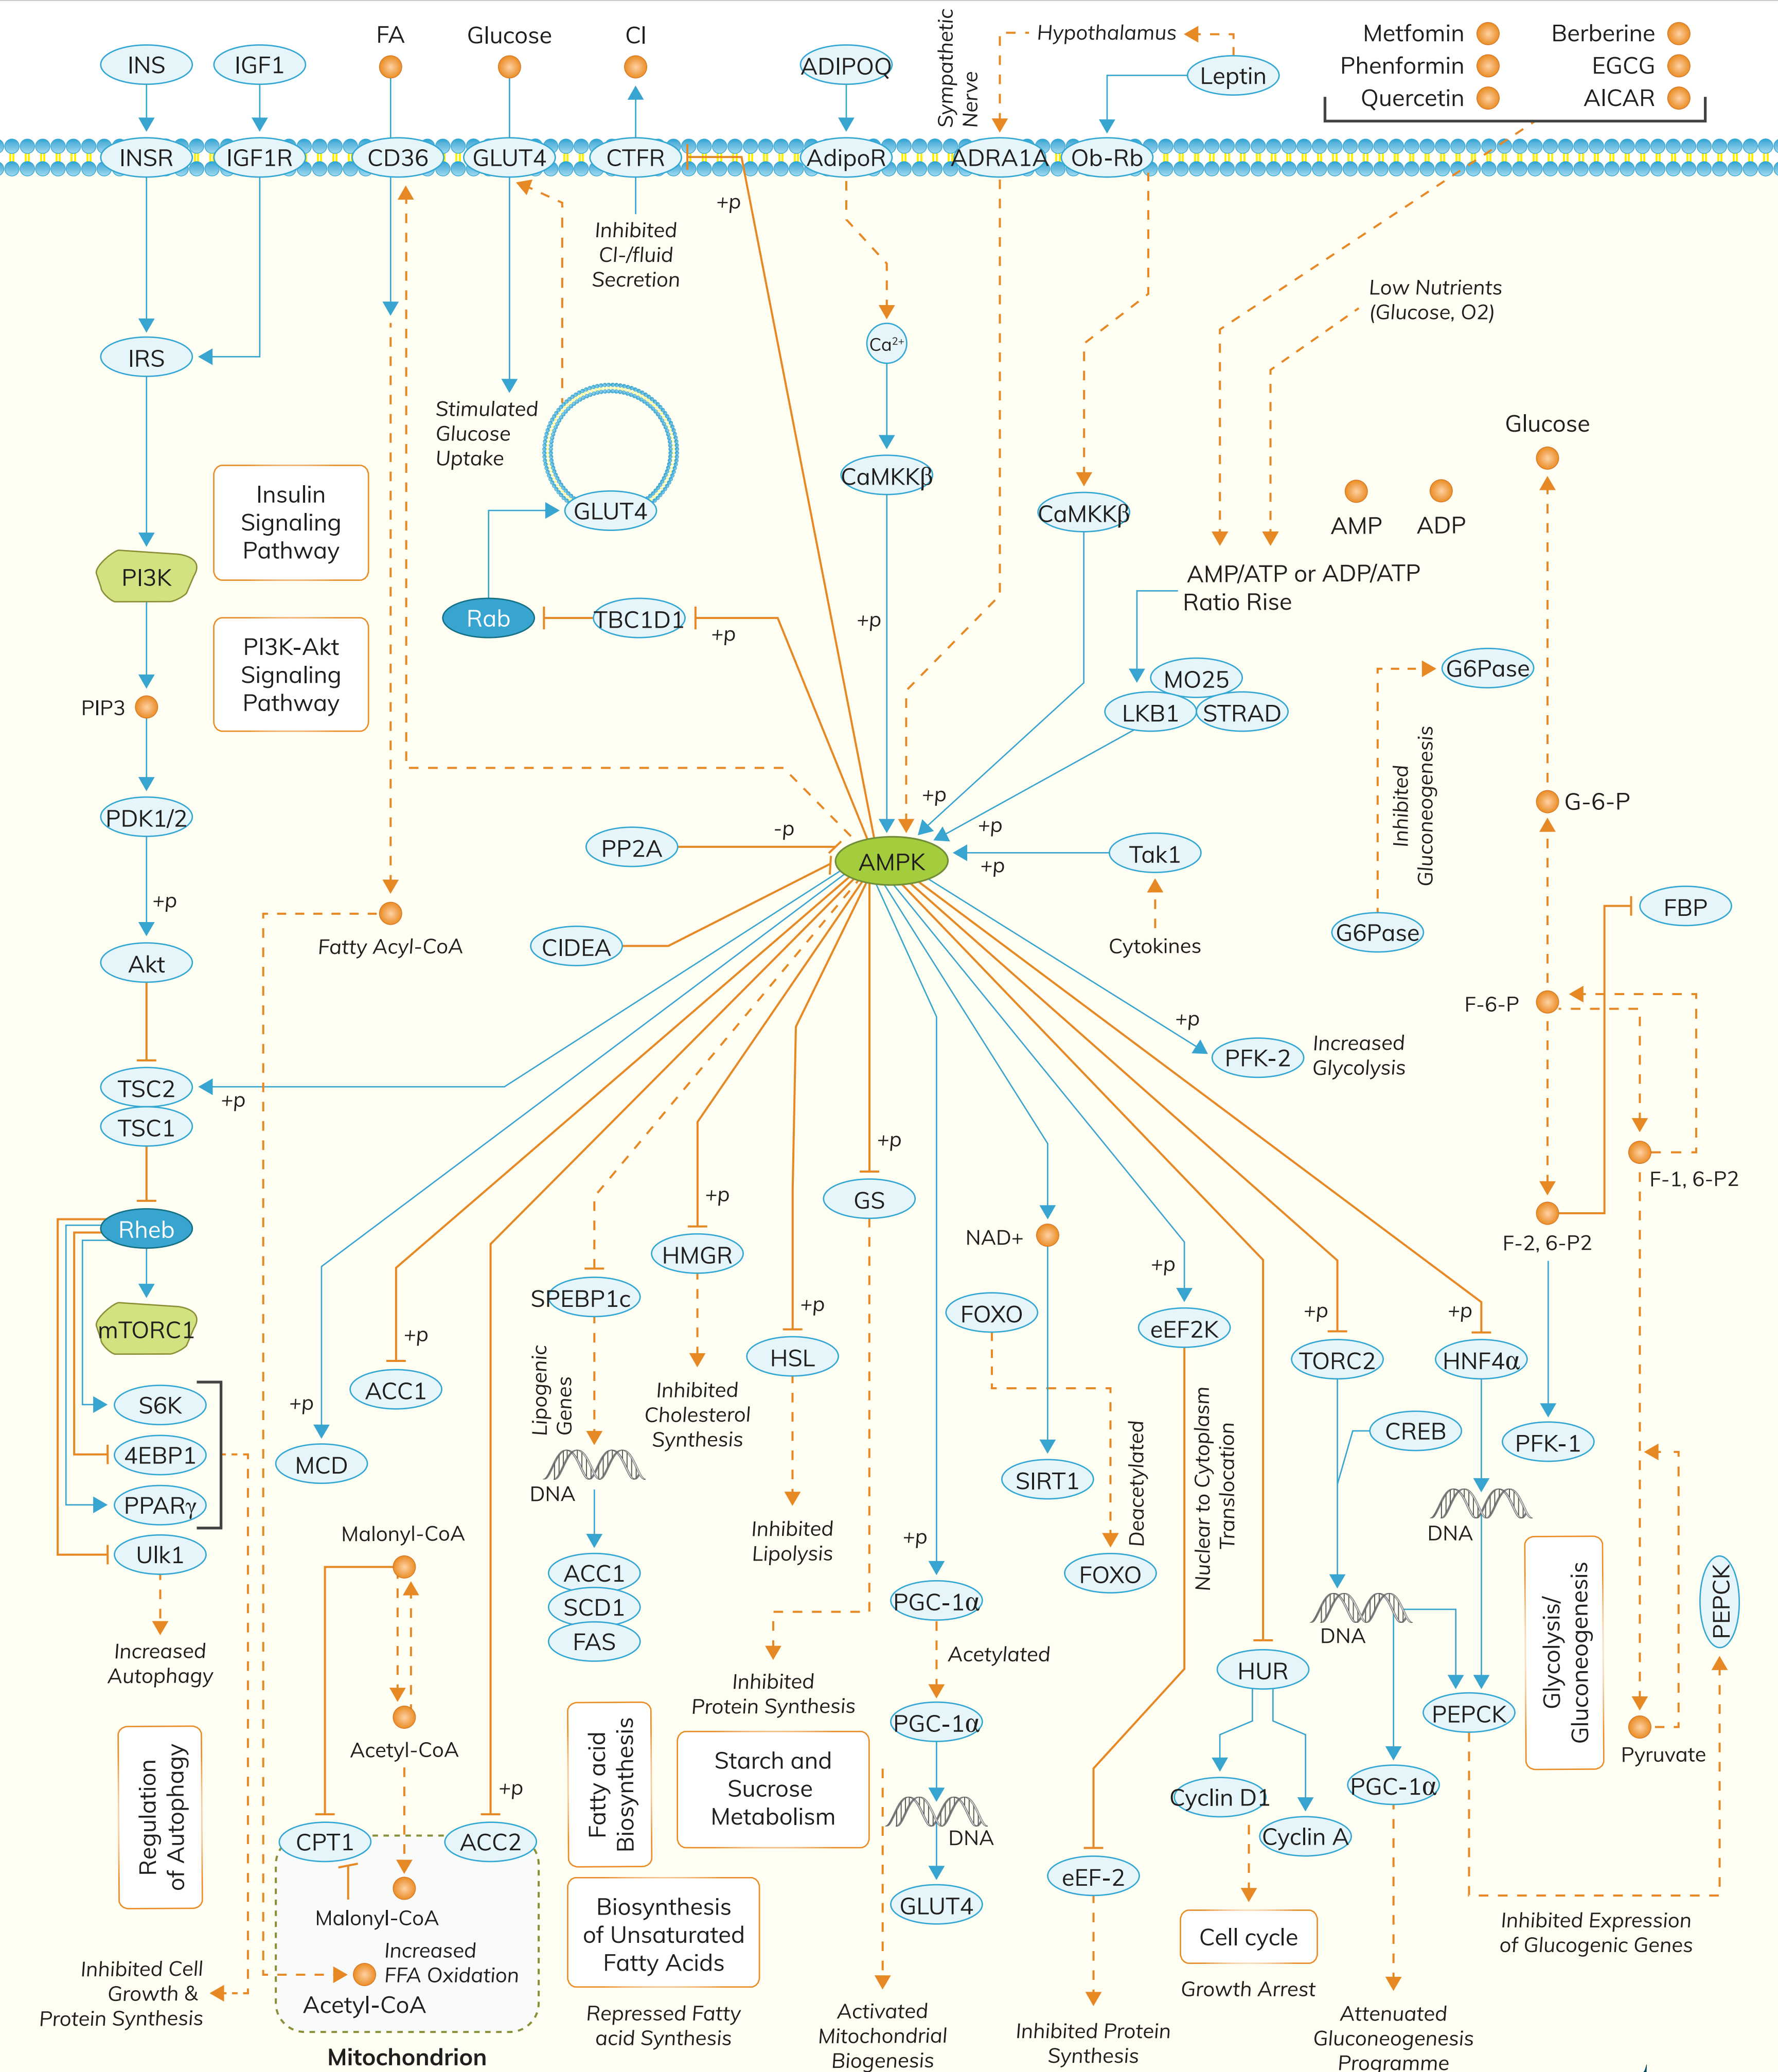 FA
Glucose
Cl
Sympathetic
Nerve
Hypothalamus
Metfomin
Berberine
Phenformin
EGCG
Quercetin
AICAR
INS
IGF1
ADIPOQ
Leptin
INSR
IGF1R
CD36
GLUT4
CTFR
AdipoR
ADRA1A
Ob-Rb
+p
Inhibited
Cl-/fluid
Secretion
Low Nutrients
(Glucose, O2)
IRS
Ca2+
Stimulated
Glucose
Uptake
GLUT4
CaMKKβ
CaMKKβ
Glucose
AMP
ADP
Insulin
Signaling
Pathway
PI3K
AMP/ATP or ADP/ATP
Ratio Rise
Rab
TBC1D1
+p
+p
PI3K-Akt
Signaling
Pathway
PIP3
MO25
LKB1
STRAD
G6Pase
Inhibited
Gluconeogenesis
G-6-P
PDK1/2
+p
+p
-p
PP2A
AMPK
Tak1
+p
+p
Akt
Fatty Acyl-CoA
CIDEA
Cytokines
G6Pase
FBP
F-6-P
+p
PFK-2
Increased
Glycolysis
TSC2
+p
TSC1
+p
GS
F-1, 6-P2
Rheb
+p
HMGR
NAD+
F-2, 6-P2
+p
mTORC1
+p
SPEBP1c
+p
FOXO
eEF2K
+p
+p
ACC1
HSL
TORC2
HNF4α
S6K
+p
Lipogenic
Genes
Inhibited
Cholesterol
Synthesis
CREB
PFK-1
4EBP1
MCD
SIRT1
Deacetylated
Nuclear to Cytoplasm
Translocation
PPARγ
DNA
DNA
Ulk1
Malonyl-CoA
Inhibited
Lipolysis
+p
ACC1
SCD1
FAS
PGC-1α
FOXO
DNA
Glycolysis/
Gluconeogenesis
PEPCK
Increased
Autophagy
Acetylated
HUR
Inhibited
Protein Synthesis
PEPCK
PGC-1α
Acetyl-CoA
Pyruvate
Regulation
of Autophagy
Fatty acid
Biosynthesis
Starch and
Sucrose
Metabolism
+p
Cyclin D1
PGC-1α
CPT1
ACC2
DNA
Cyclin A
eEF-2
GLUT4
Malonyl-CoA
Biosynthesis
of Unsaturated
Fatty Acids
Cell cycle
Inhibited Expression
of Glucogenic Genes
Increased
FFA Oxidation
Acetyl-CoA
Inhibited Cell
Growth &
Protein Synthesis
Growth Arrest
Repressed Fatty
acid Synthesis
Activated
Mitochondrial
Biogenesis
Inhibited Protein
Synthesis
Attenuated
Gluconeogenesis
Programme
Mitochondrion